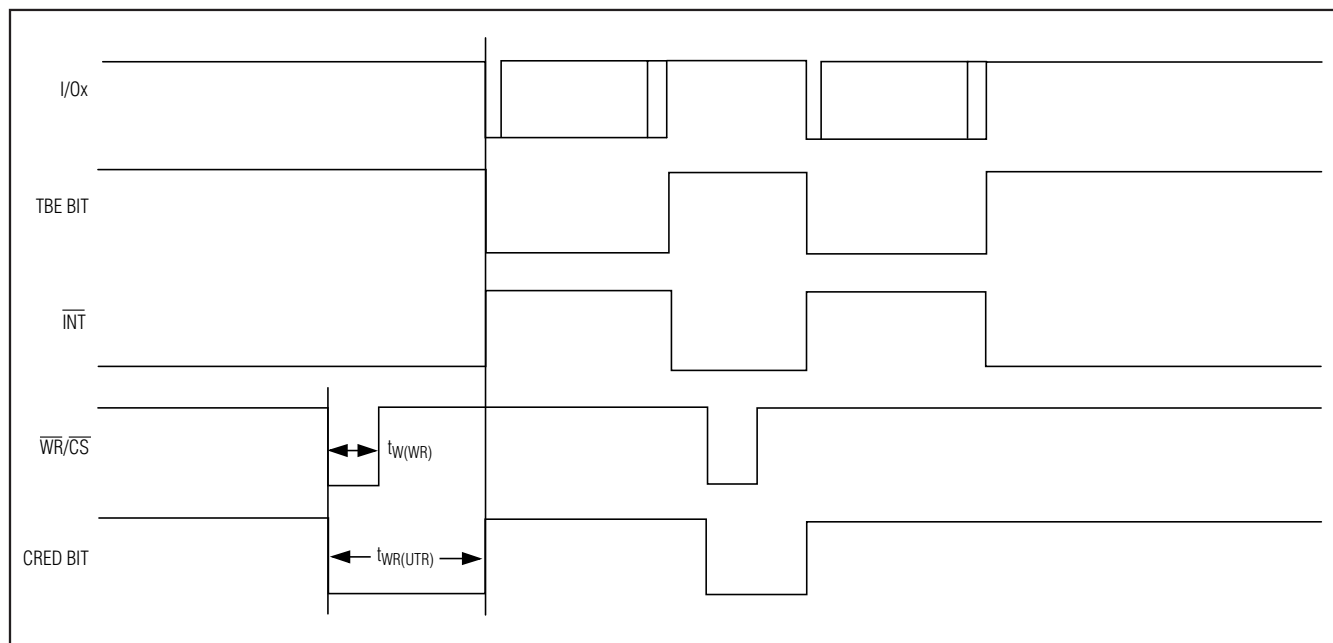 I/Ox
TBE BIT
INT
WR/CS
tW(WR)
CRED BIT
tWR(UTR)